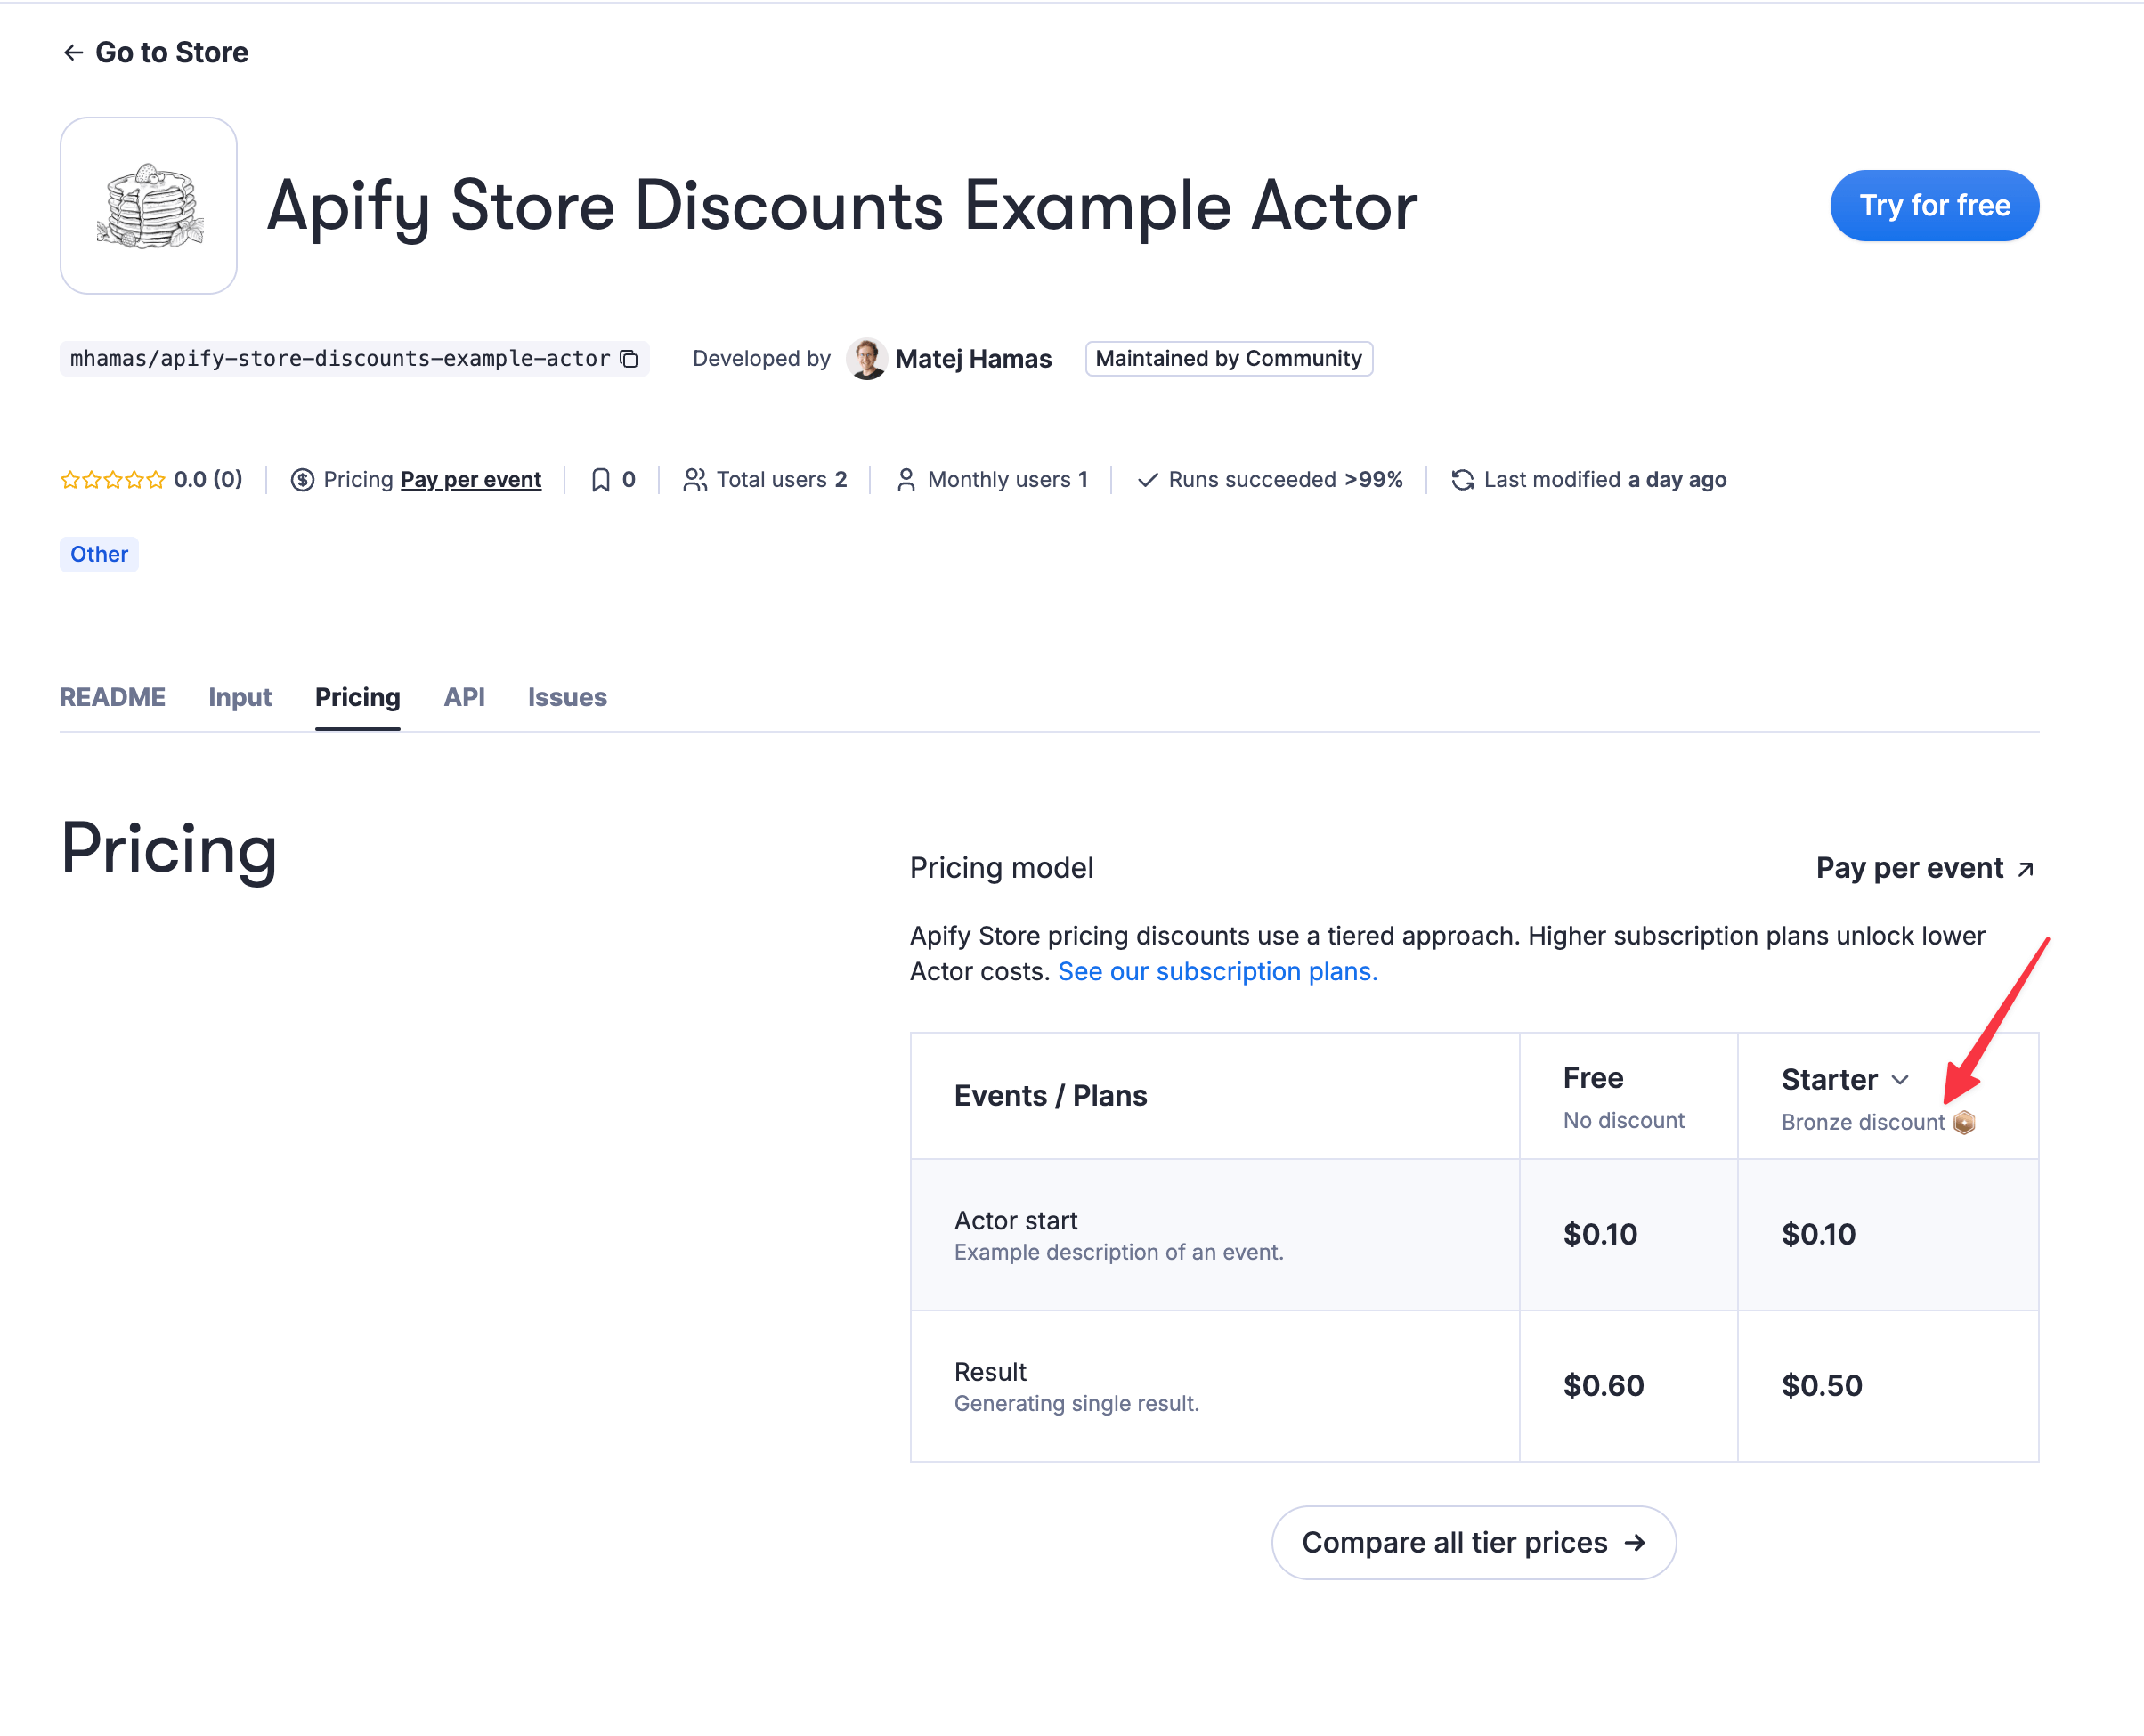 ← Go to Store
Apify Store Discounts Example Actor
Try for free
mhamas/apify-store-discounts-example-actor
Developed by Matej Hamas
Maintained by Community
0.0 (0)
Pricing Pay per event
0
Total users 2
Monthly users 1
Runs succeeded >99%
Last modified a day ago
Other
README Input Pricing API Issues
Pricing
Pricing model
Pay per event ↗
Apify Store pricing discounts use a tiered approach. Higher subscription plans unlock lower
Actor costs. See our subscription plans.
Events / Plans
Free
No discount
Starter
Bronze discount
Actor start
Example description of an event.
$0.10
$0.10
Result
Generating single result.
$0.60
$0.50
Compare all tier prices →